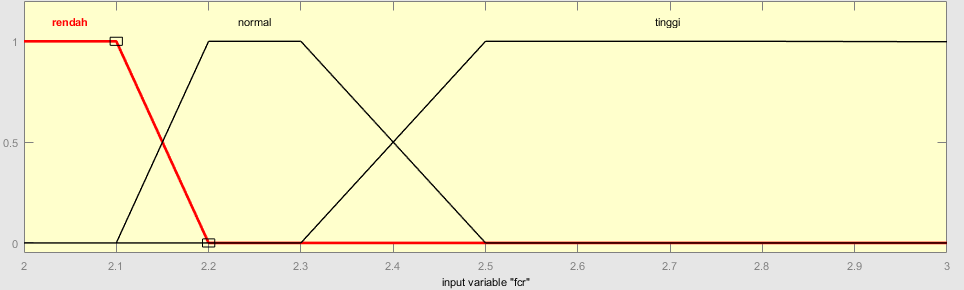 rendah normal tinggi
1
0.5
0
2 2.1 2.2 2.3 2.4 2.5 2.6 2.7 2.8 2.9 3
input variable "fcr"